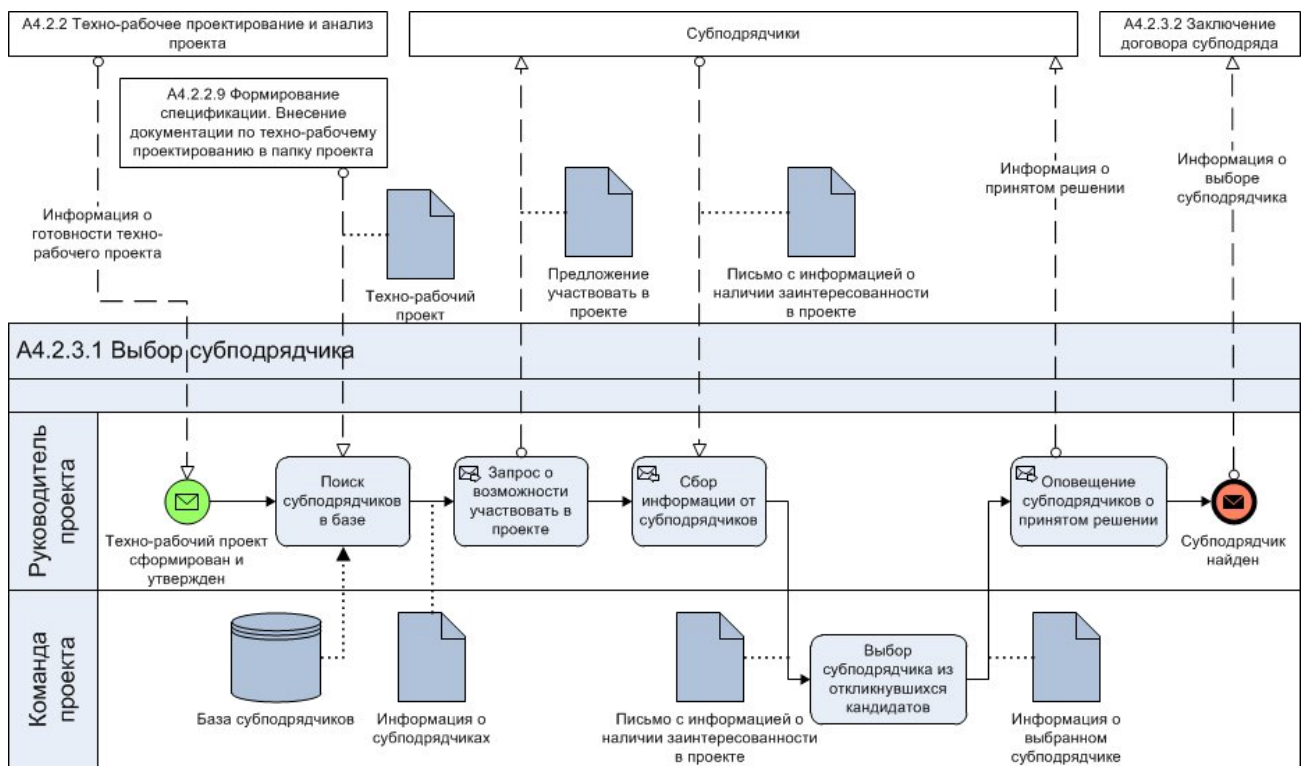 А4.2.2 Техно-рабочее проектирование и анализ
проекта
Субподрядчики
А4.2.3.2 Заключение
договора субподряда
А4.2.2.9 Формирование
спецификации. Внесение
документации по техно-рабочему
проектированию в папку проекта
Информация о
готовности техно-
рабочего проекта
Техно-рабочий
проект
Предложение
участвовать в
проекте
Письмо с информацией о
наличии заинтересованности
в проекте
Информация о
принятом решении
Информация о
выборе
субподрядчика
А4.2.3.1 Выбор субподрядчика
Руководитель
проекта
Техно-рабочий проект
сформирован и
утвержден
Поиск
субподрядчиков
в базе
Запрос о
возможности
участвовать в
проекте
Сбор
информации от
субподрядчиков
Оповещение
субподрядчиков о
принятом решении
Субподрядчик
найден
Команда
проекта
База субподрядчиков
Информация о
субподрядчиках
Письмо с информацией о
наличии заинтересованности
в проекте
Выбор
субподрядчика из
откликнувшихся
кандидатов
Информация о
выбранном
субподрядчике